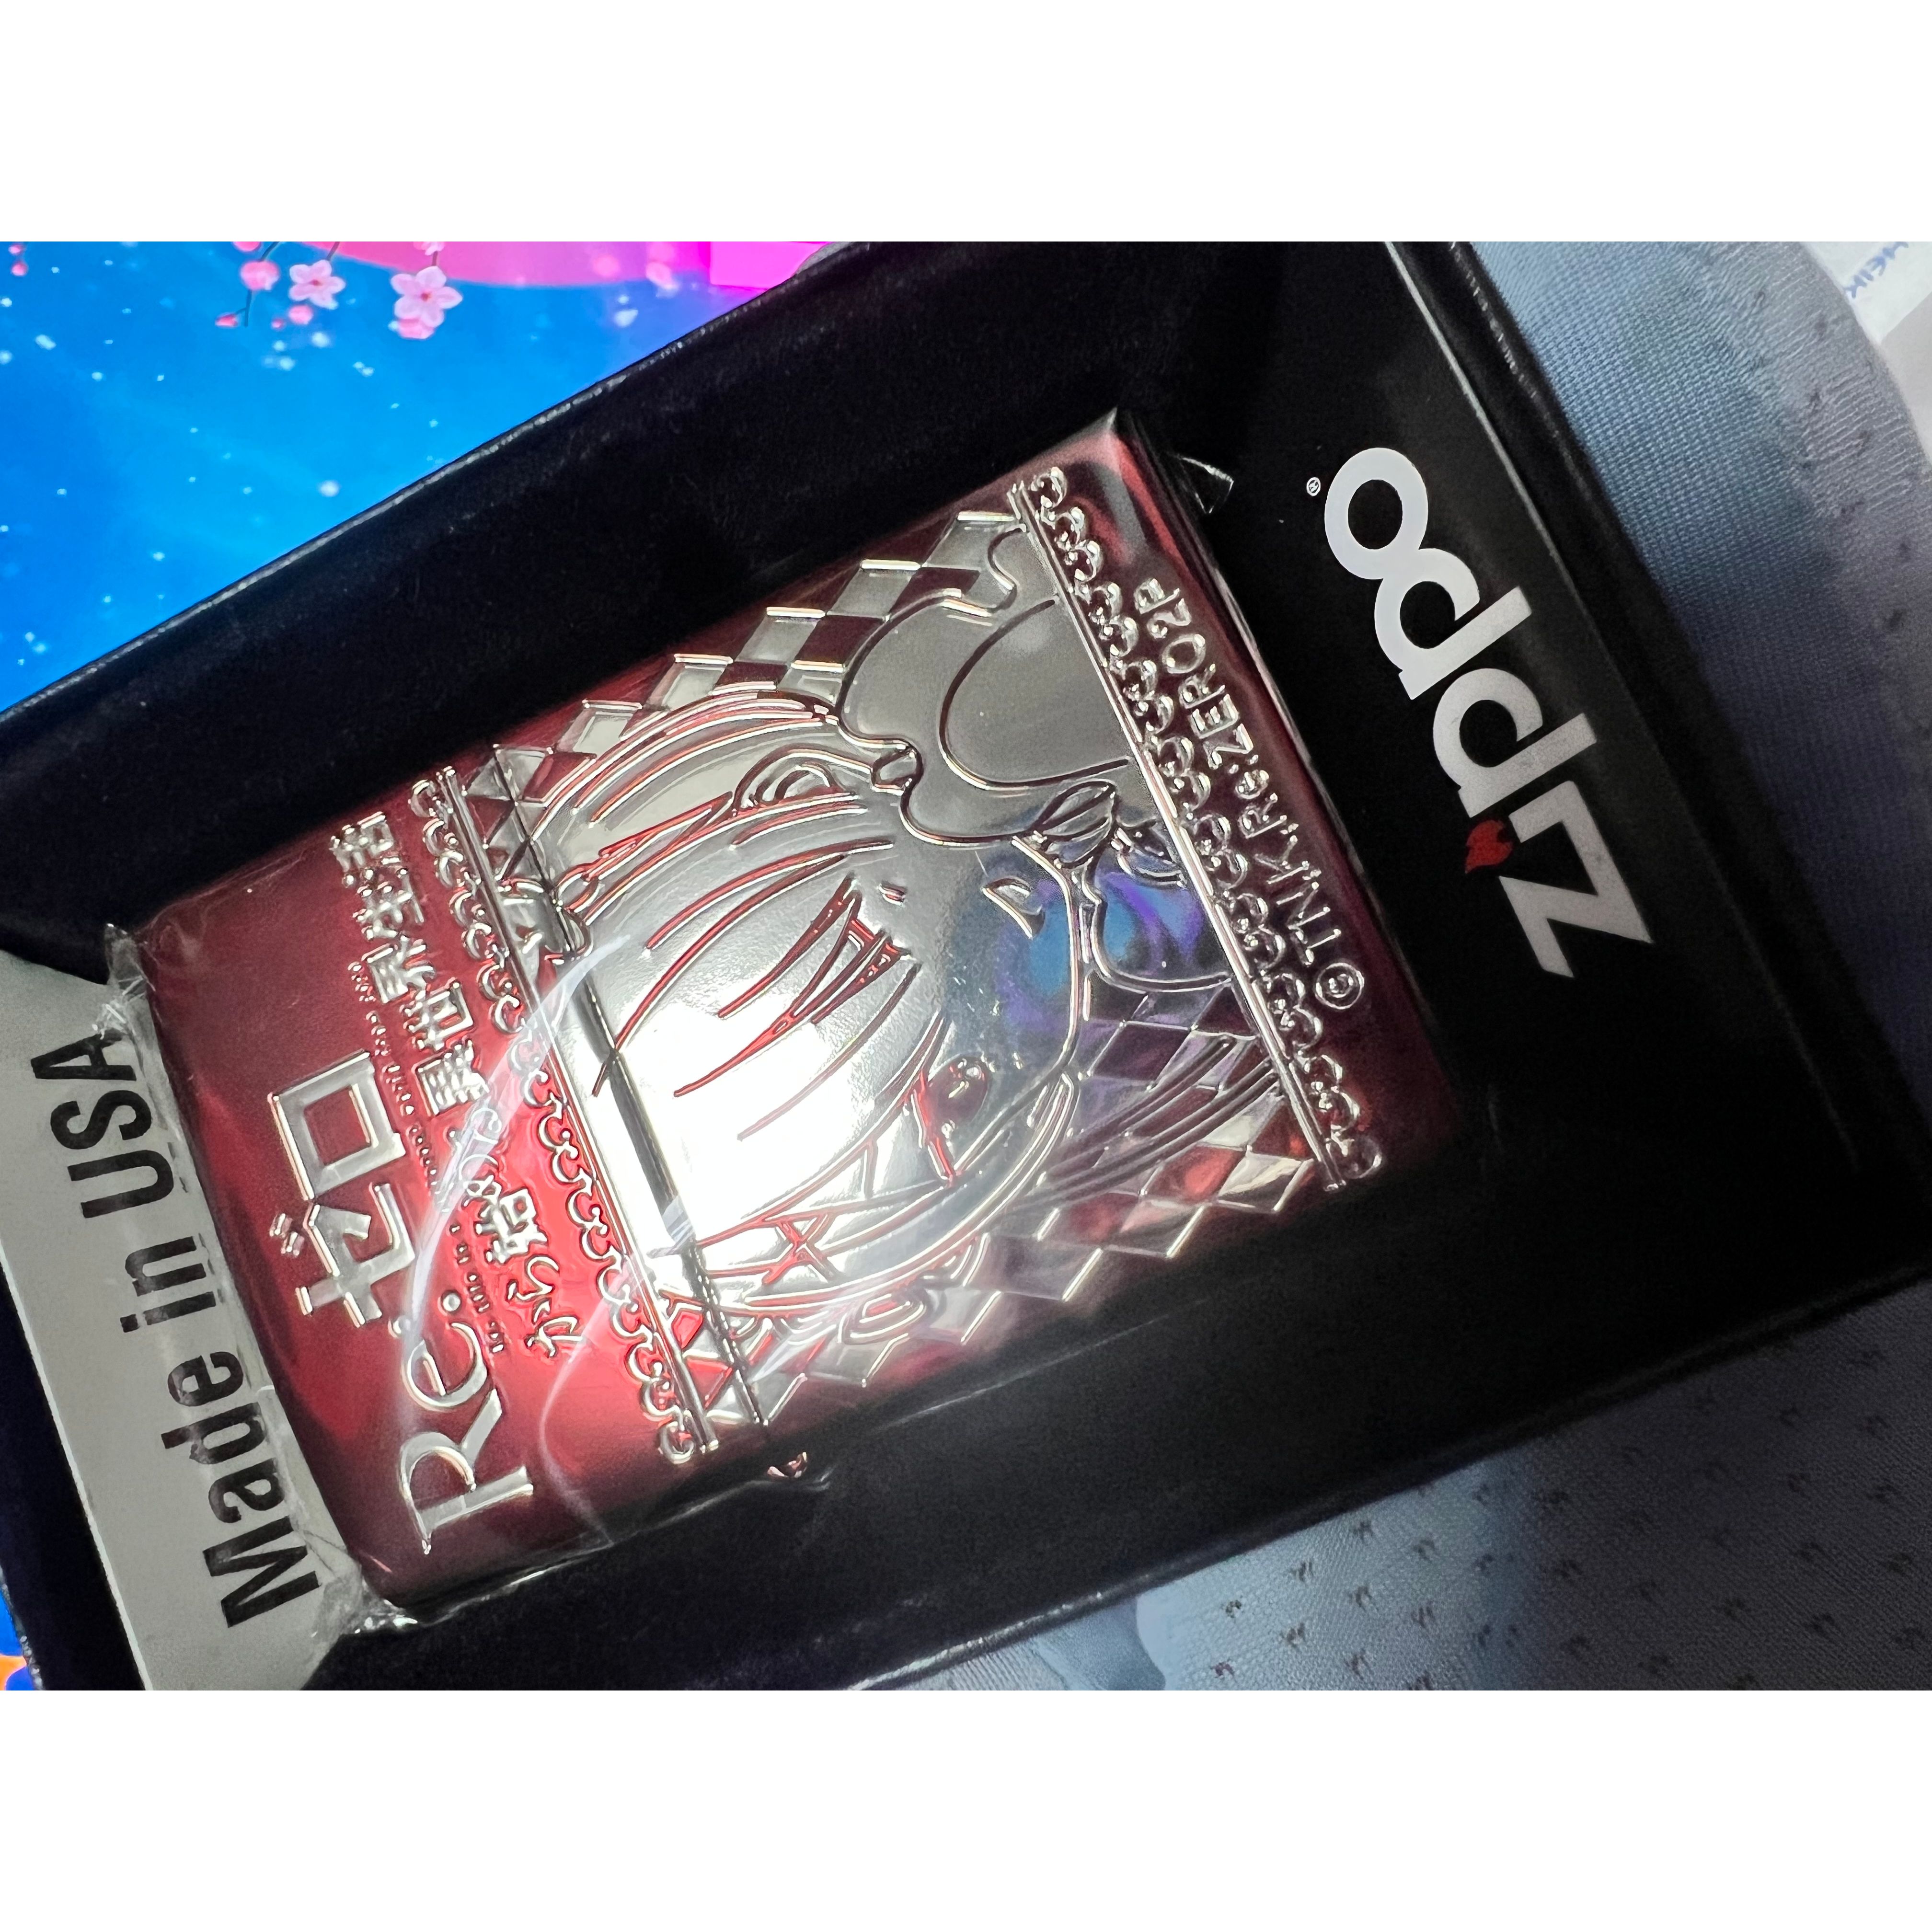 Made in USA
Re:ゼロ
から始める異世界生活
©TNK,Re:ZERO2P
zippo®